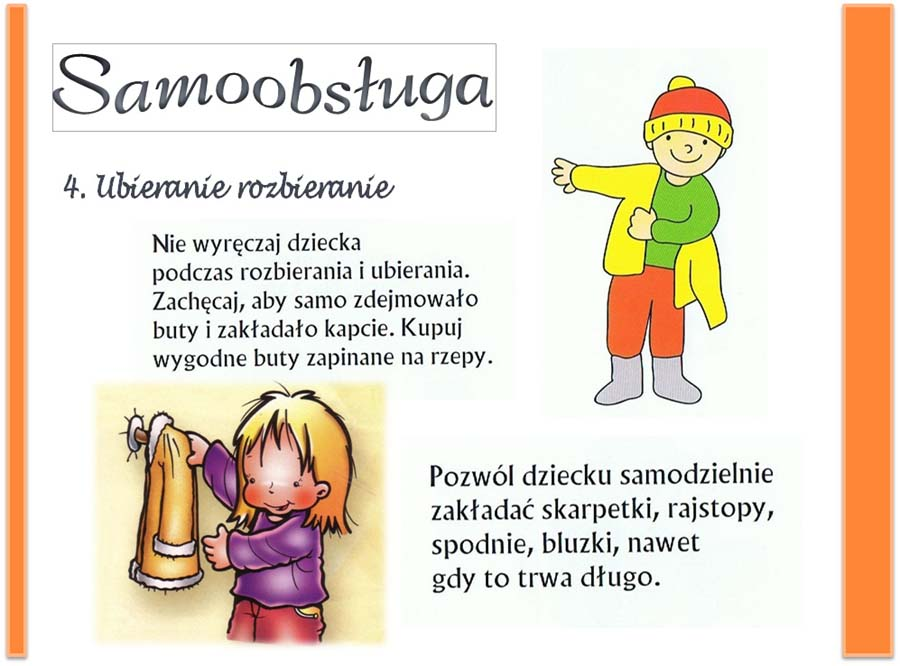 Samoobsługa
4. Ubieranie rozbieranie
Nie wyręczaj dziecka
podczas rozbierania i ubierania.
Zachęcaj, aby samo zdejmowało
buty i zakładało kapcie. Kupuj
wygodne buty zapinane na rzepy.
Pozwól dziecku samodzielnie
zakładać skarpetki, rajstopy,
spodnie, bluzki, nawet
gdy to trwa długo.